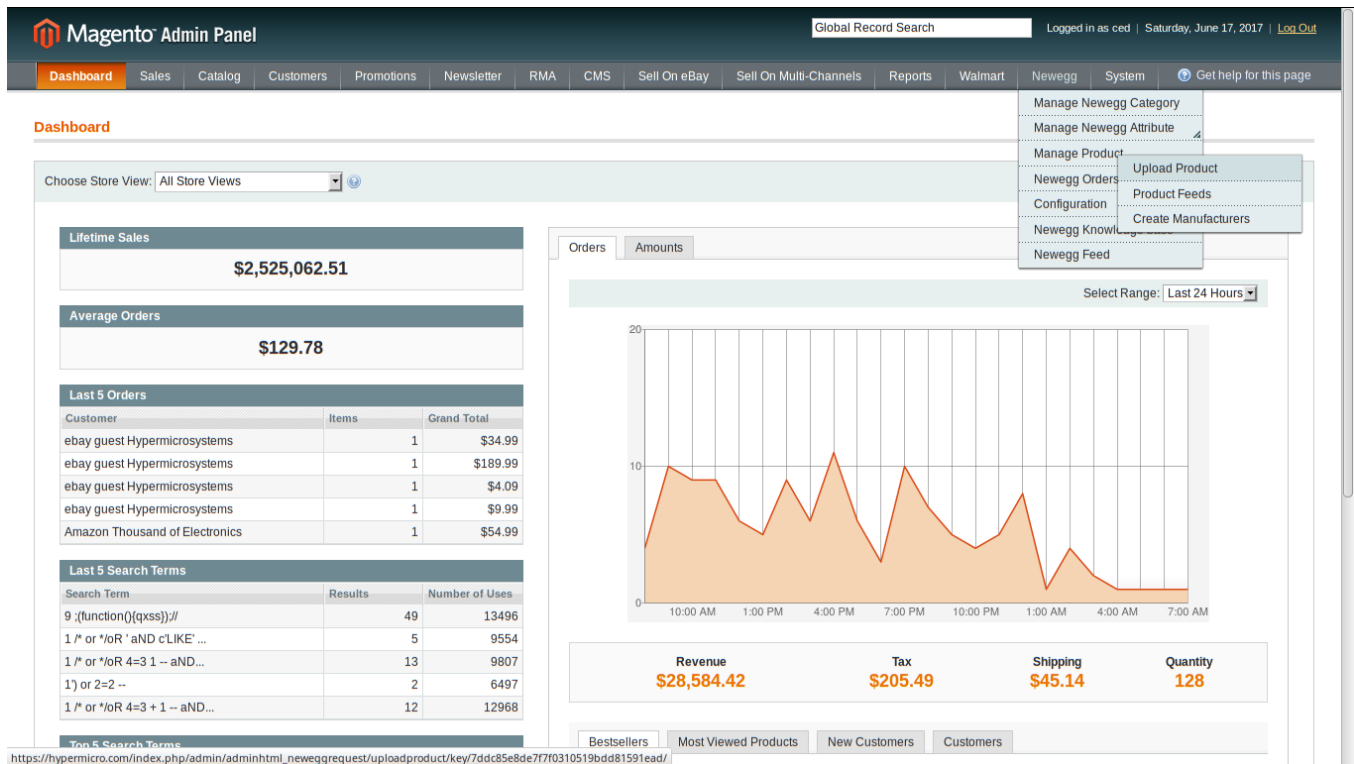 Magento Admin Panel
Global Record Search
Logged in as ced | Saturday, June 17, 2017 | Log Out
Dashboard Sales Catalog Customers Promotions Newsletter RMA CMS Sell On eBay Sell On Multi-Channels Reports Walmart Newegg System Get help for this page
Manage Newegg Category
Manage Newegg Attribute
Manage Product
Newegg Orders
Configuration
Newegg Knowledge Base
Newegg Feed
Upload Product
Product Feeds
Create Manufacturers
Dashboard
Choose Store View: All Store Views
Lifetime Sales
$2,525,062.51
Average Orders
$129.78
Last 5 Orders
Customer Items Grand Total
ebay guest Hypermicrosystems 1 $34.99
ebay guest Hypermicrosystems 1 $189.99
ebay guest Hypermicrosystems 1 $4.09
ebay guest Hypermicrosystems 1 $9.99
Amazon Thousand of Electronics 1 $54.99
Last 5 Search Terms
Search Term Results Number of Uses
9 ;(function(){qxss});// 49 13496
1 /* or */oR ' aND c'LIKE' ... 5 9554
1 /* or */oR 4=3 1 -- aND... 13 9807
1') or 2=2 -- 2 6497
1 /* or */oR 4=3 + 1 -- aND... 12 12968
Top 5 Search Terms
Orders Amounts
Select Range: Last 24 Hours
20
10
0
10:00 AM 1:00 PM 4:00 PM 7:00 PM 10:00 PM 1:00 AM 4:00 AM 7:00 AM
Revenue Tax Shipping Quantity
$28,584.42 $205.49 $45.14 128
Bestsellers Most Viewed Products New Customers Customers
https://hypermicro.com/index.php/admin/adminhtml_neweggrequest/uploadproduct/key/7ddc85e8de7f7f0310519bdd81591ead/